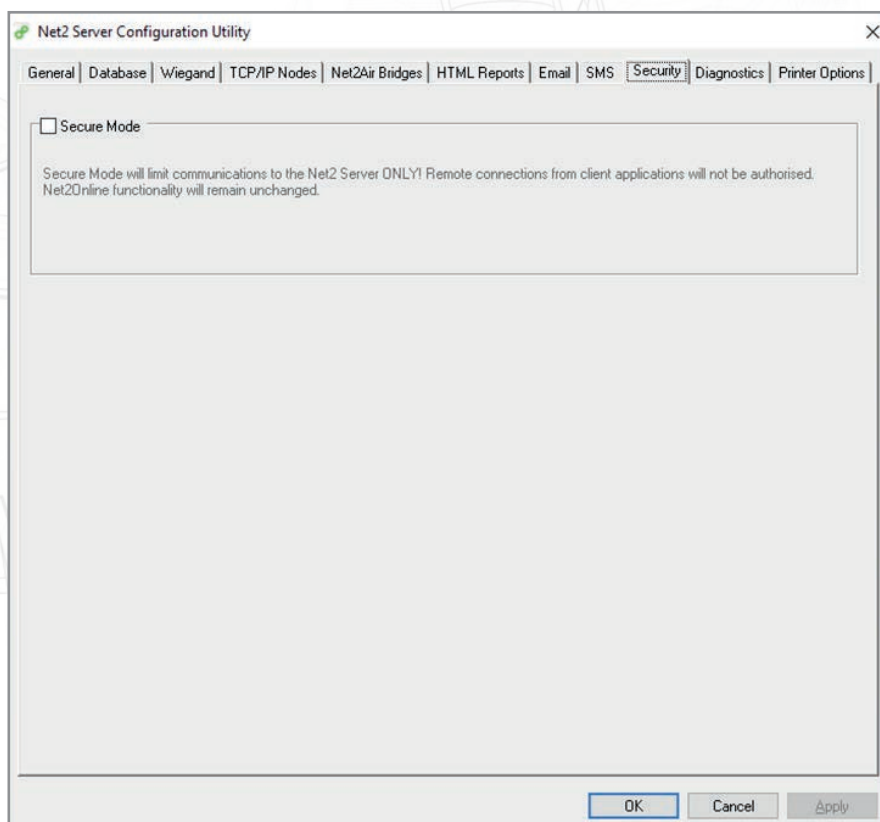 Net2 Server Configuration Utility
General Database Wiegand TCP/IP Nodes Net2Air Bridges HTML Reports Email SMS Security Diagnostics Printer Options
Secure Mode
Secure Mode will limit communications to the Net2 Server ONLY! Remote connections from client applications will not be authorised.
Net2Online functionality will remain unchanged.
OK Cancel Apply